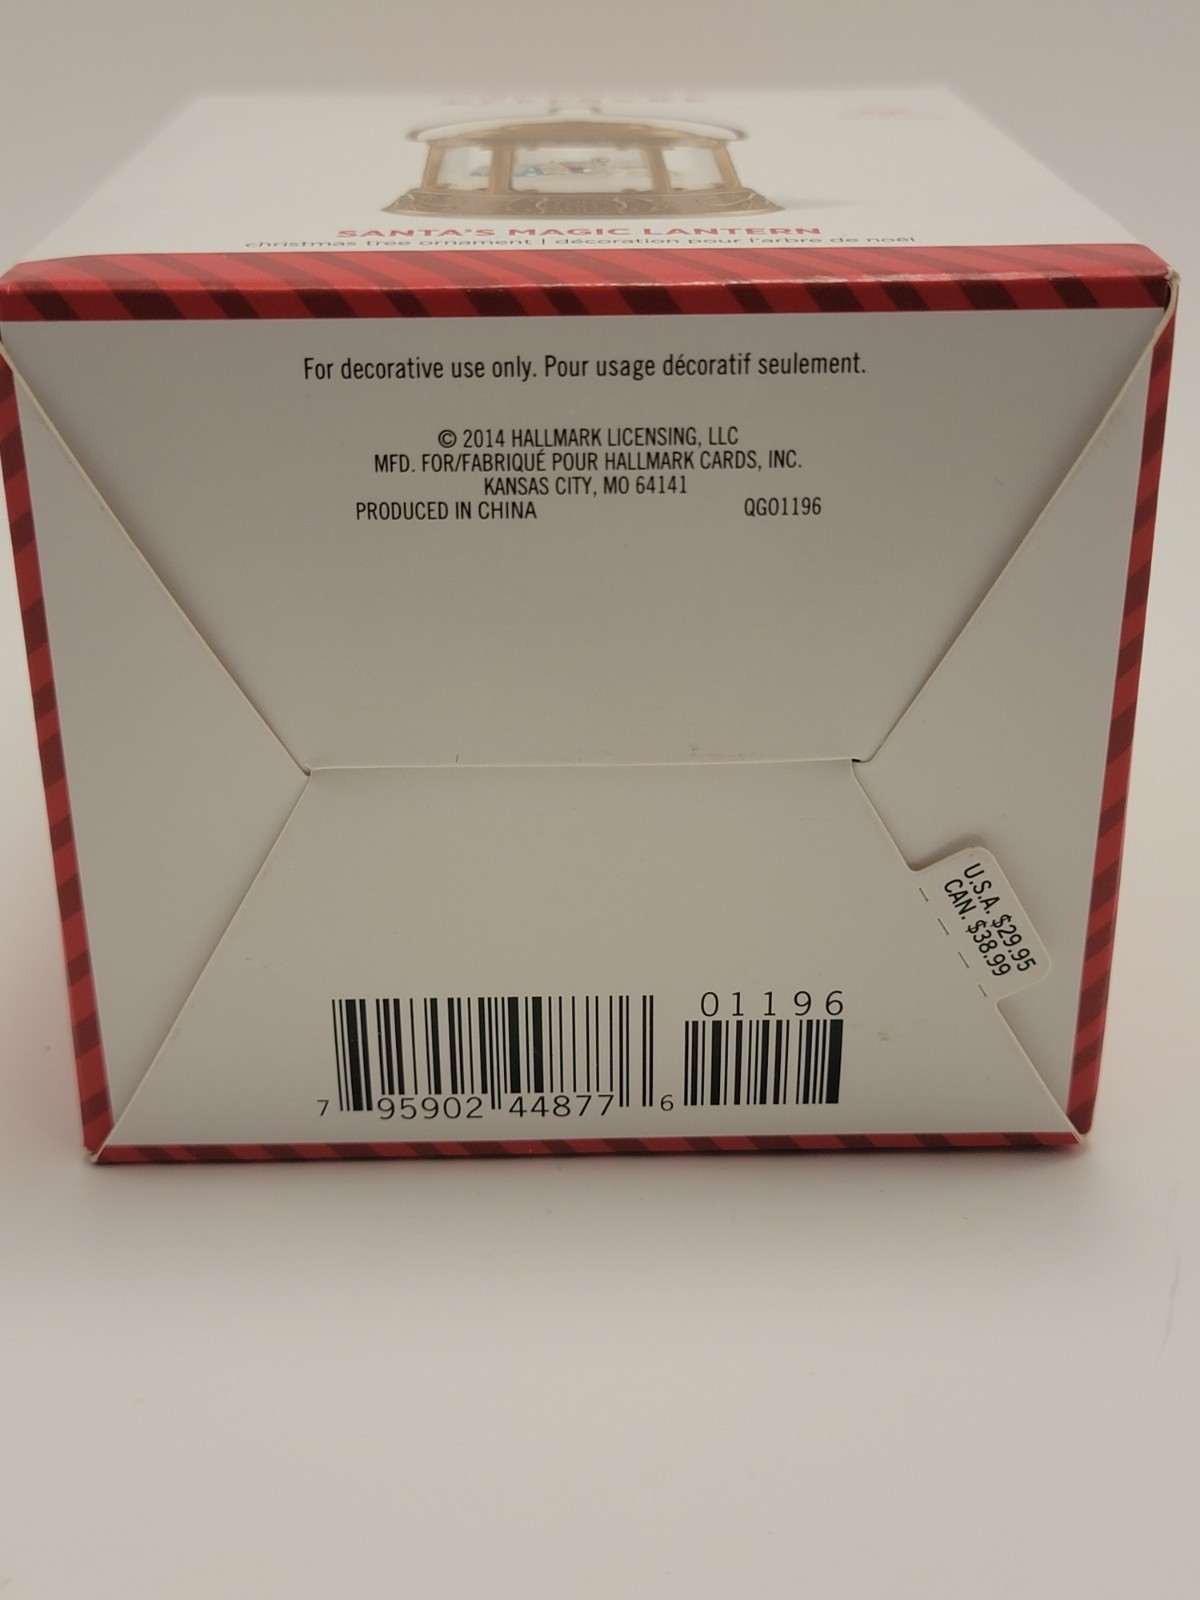 SANTA'S MAGIC LANTERN
christmas tree ornament | décoration pour l'arbre de noël
For decorative use only. Pour usage décoratif seulement.
© 2014 HALLMARK LICENSING, LLC
MFD. FOR/FABRIQUÉ POUR HALLMARK CARDS, INC.
KANSAS CITY, MO 64141
PRODUCED IN CHINA QGO1196
U.S.A. $29.95
CAN. $38.99
01196
7 95902 44877 6